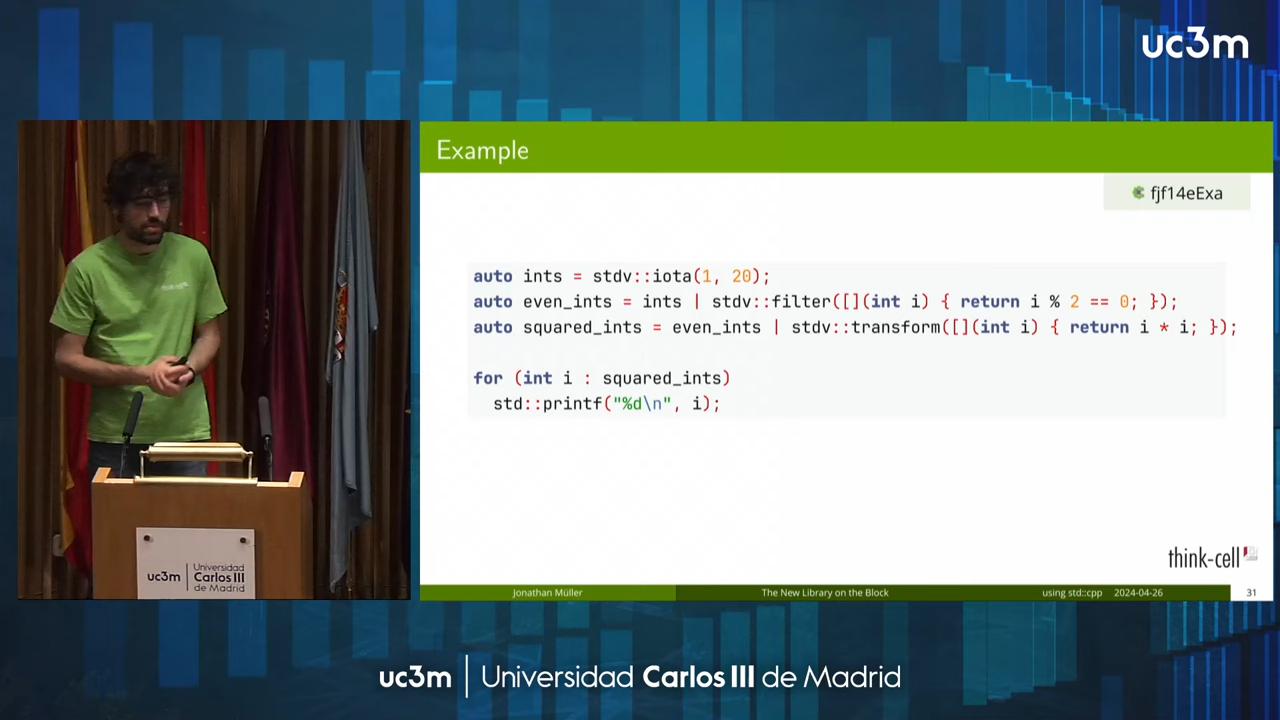 uc3m
Example
fjf14eExa
auto ints = stdv::iota(1, 20);
auto even_ints = ints | stdv::filter([](int i) { return i % 2 == 0; });
auto squared_ints = even_ints | stdv::transform([](int i) { return i * i; });
for (int i : squared_ints)
std::printf("%d\n", i);
think-cell
uc3m | Universidad
Carlos III
de Madrid
Jonathan Müller
The New Library on the Block
using std::cpp 2024-04-26
31
uc3m | Universidad Carlos III de Madrid